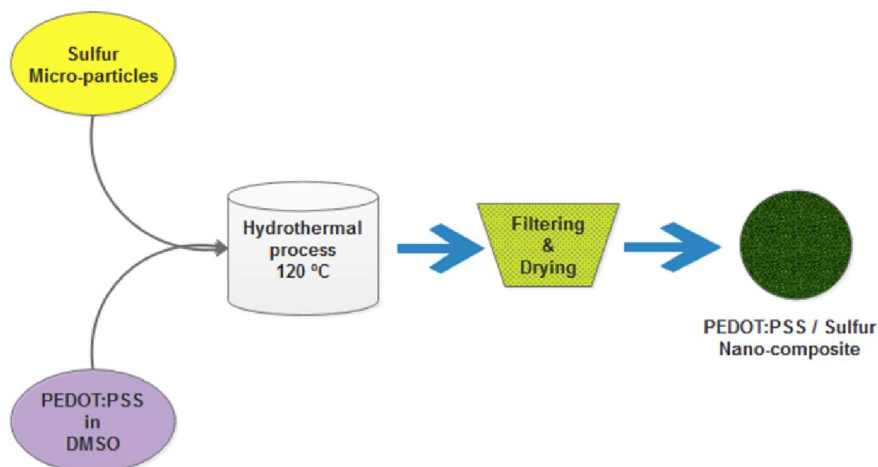 Sulfur
Micro-particles
PEDOT:PSS
in
DMSO
Hydrothermal
process
120 ºC
Filtering
&
Drying
PEDOT:PSS / Sulfur
Nano-composite